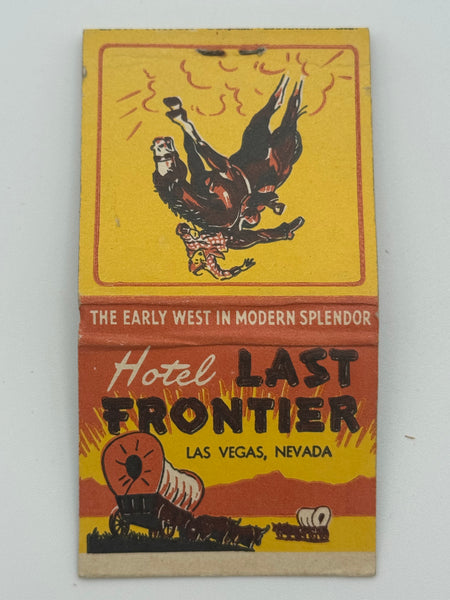 THE EARLY WEST IN MODERN SPLENDOR
Hotel LAST
FRONTIER
LAS VEGAS, NEVADA